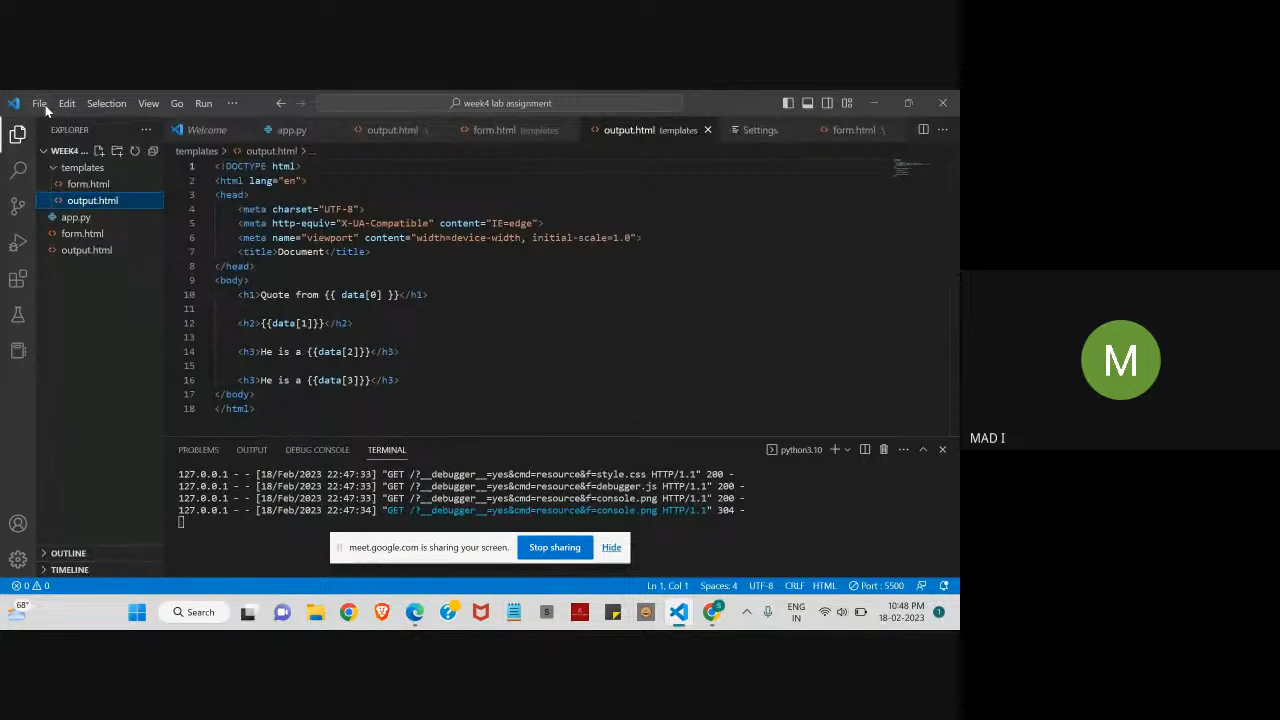 File Edit Selection View Go Run ··· week4 lab assignment
EXPLORER
WEEK4 ...
templates
form.html
output.html
app.py
form.html
output.html
OUTLINE
TIMELINE
Welcome app.py output.html \ form.html templates output.html templates Settings form.html \
templates > output.html > ...
1 <!DOCTYPE html>
2 <html lang="en">
3 <head>
4 <meta charset="UTF-8">
5 <meta http-equiv="X-UA-Compatible" content="IE=edge">
6 <meta name="viewport" content="width=device-width, initial-scale=1.0">
7 <title>Document</title>
8 </head>
9 <body>
10 <h1>Quote from {{ data[0] }}</h1>
11
12 <h2>{{data[1]}}</h2>
13
14 <h3>He is a {{data[2]}}</h3>
15
16 <h3>He is a {{data[3]}}</h3>
17 </body>
18 </html>
PROBLEMS OUTPUT DEBUG CONSOLE TERMINAL python3.10
127.0.0.1 - - [18/Feb/2023 22:47:33] "GET /?__debugger__=yes&cmd=resource&f=style.css HTTP/1.1" 200 -
127.0.0.1 - - [18/Feb/2023 22:47:33] "GET /?__debugger__=yes&cmd=resource&f=debugger.js HTTP/1.1" 200 -
127.0.0.1 - - [18/Feb/2023 22:47:33] "GET /?__debugger__=yes&cmd=resource&f=console.png HTTP/1.1" 200 -
127.0.0.1 - - [18/Feb/2023 22:47:34] "GET /?__debugger__=yes&cmd=resource&f=console.png HTTP/1.1" 304 -
meet.google.com is sharing your screen. Stop sharing Hide
0 0 Ln 1, Col 1 Spaces: 4 UTF-8 CRLF HTML Port : 5500
68° Search ENG IN 10:48 PM 18-02-2023 1
M
MAD I